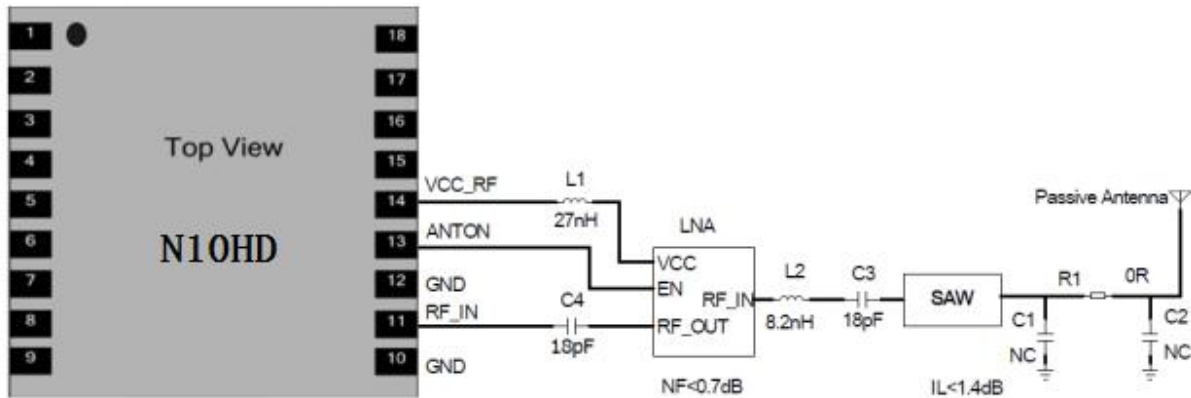 1
18
2
17
3
16
Top View
4
15
VCC_RF
L1
5
14
27nH
Passive Antenna
ANTON
LNA
6
N10HD
13
VCC
L2
C3
R1
0R
7
12
GND
EN
RF_IN
SAW
RF_IN
C4
8
11
RF_OUT
8.2nH
18pF
C1
C2
18pF
NC
NC
9
10
GND
NF<0.7dB
IL<1.4dB